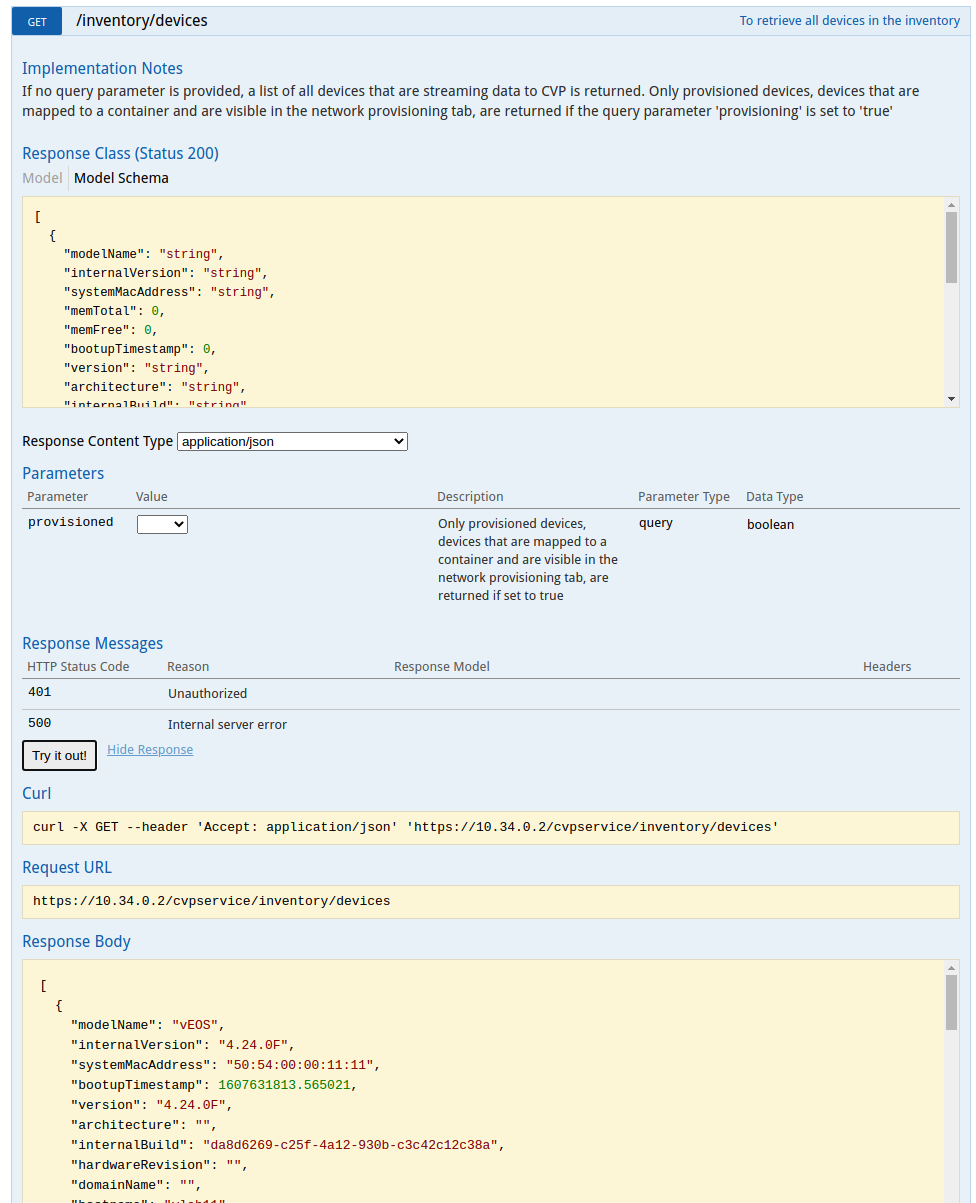 GET /inventory/devices To retrieve all devices in the inventory
Implementation Notes
If no query parameter is provided, a list of all devices that are streaming data to CVP is returned. Only provisioned devices, devices that are
mapped to a container and are visible in the network provisioning tab, are returned if the query parameter 'provisioning' is set to 'true'
Response Class (Status 200)
Model Model Schema
[
{
"modelName": "string",
"internalVersion": "string",
"systemMacAddress": "string",
"memTotal": 0,
"memFree": 0,
"bootupTimestamp": 0,
"version": "string",
"architecture": "string",
"internalBuild": "string"
Response Content Type application/json
Parameters
Parameter Value Description Parameter Type Data Type
provisioned Only provisioned devices, query boolean
devices that are mapped to a
container and are visible in the
network provisioning tab, are
returned if set to true
Response Messages
HTTP Status Code Reason Response Model Headers
401 Unauthorized
500 Internal server error
Try it out! Hide Response
Curl
curl -X GET --header 'Accept: application/json' 'https://10.34.0.2/cvpservice/inventory/devices'
Request URL
https://10.34.0.2/cvpservice/inventory/devices
Response Body
[
{
"modelName": "vEOS",
"internalVersion": "4.24.0F",
"systemMacAddress": "50:54:00:00:11:11",
"bootupTimestamp": 1607631813.565021,
"version": "4.24.0F",
"architecture": "",
"internalBuild": "da8d6269-c25f-4a12-930b-c3c42c12c38a",
"hardwareRevision": "",
"domainName": "",